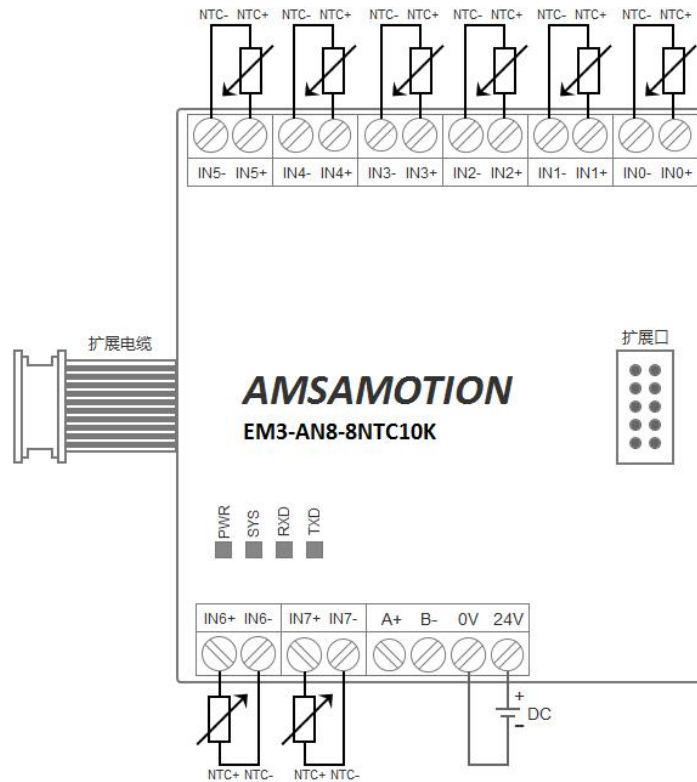 NTC- NTC+ NTC- NTC+ NTC- NTC+ NTC- NTC+ NTC- NTC+ NTC- NTC+
IN5- IN5+ IN4- IN4+ IN3- IN3+ IN2- IN2+ IN1- IN1+ IN0- IN0+
扩展电缆
扩展口
AMSAMOTION
EM3-AN8-8NTC10K
PWR
SYS
RXD
TXD
IN6+ IN6- IN7+ IN7- A+ B- 0V 24V
+
DC
-
NTC+ NTC- NTC+ NTC-